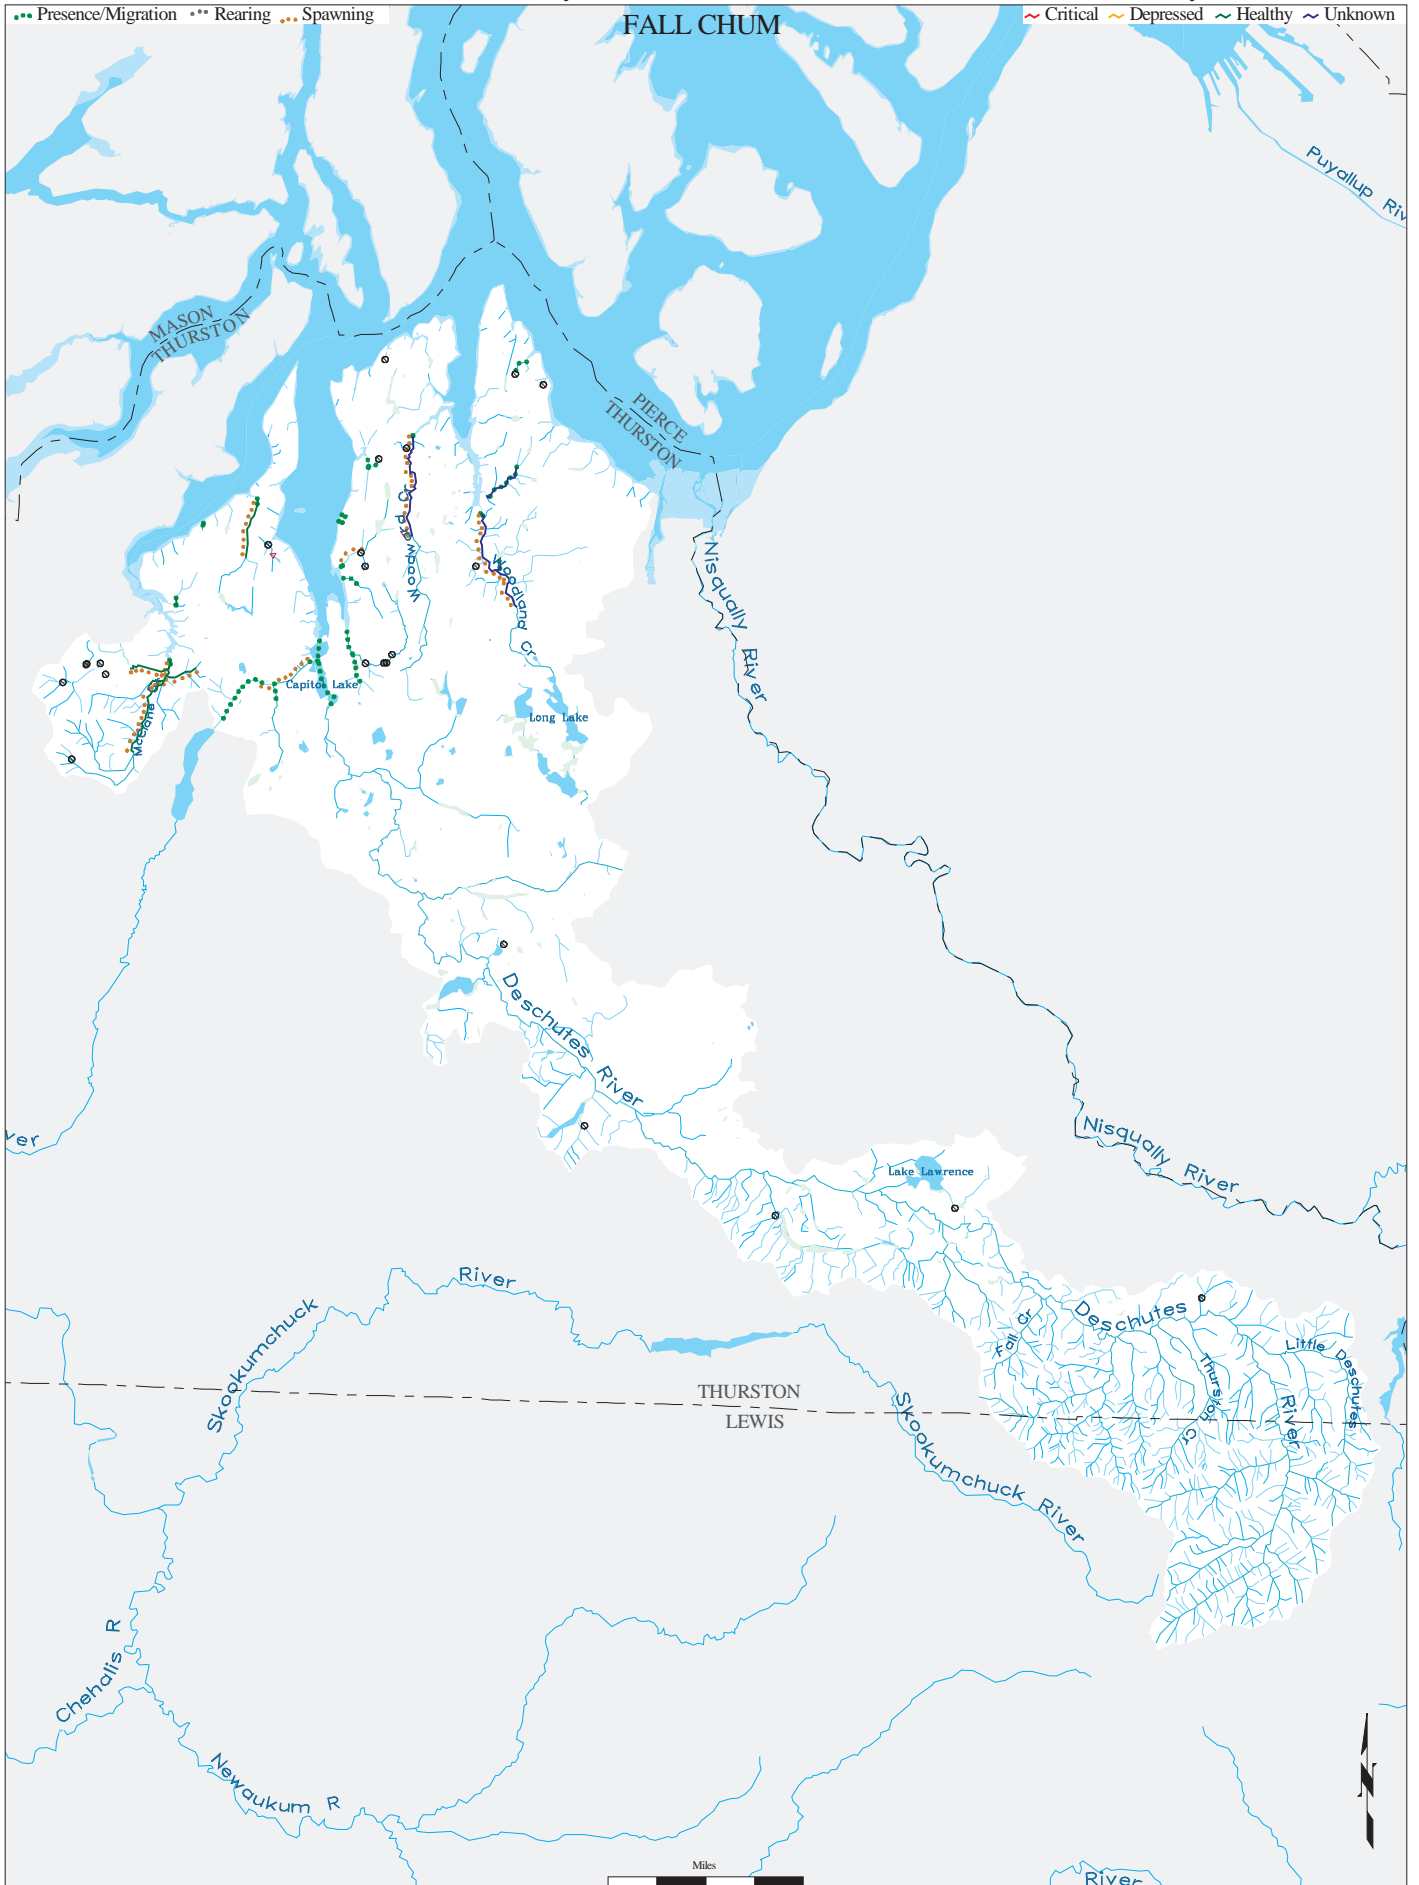 Presence/Migration Rearing Spawning
FALL CHUM
Critical Depressed Healthy Unknown
Puyallup Riv
MASON
THURSTON
PIERCE
THURSTON
Woodward Cr
Woodland Cr
Nisqually River
Capitol Lake
McLane Cr
Long Lake
Deschutes River
ver
Nisqually River
Lake Lawrence
River
Skookumchuck
Fall Cr
Deschutes
Little Deschutes
Thurston Cr
River
THURSTON
LEWIS
Skookumchuck River
Chehalis R
Newaukum R
N
Miles
River